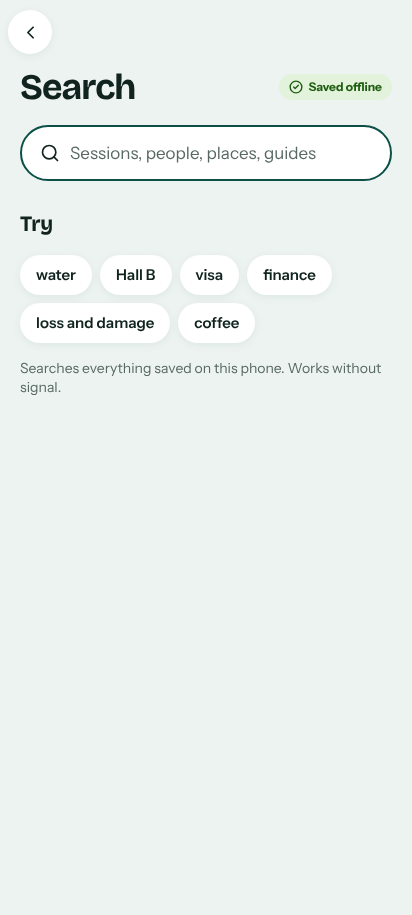 Search
Saved offline
Sessions, people, places, guides
Try
water
Hall B
visa
finance
loss and damage
coffee
Searches everything saved on this phone. Works without
signal.